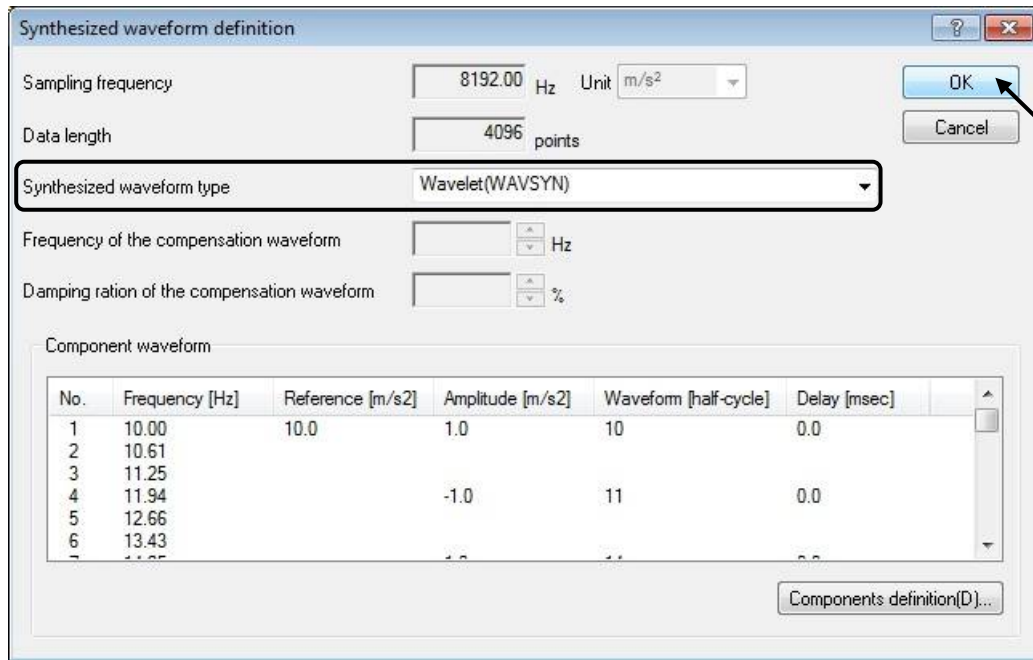 Synthesized waveform definition
Sampling frequency 8192.00 Hz Unit m/s²
OK
Data length 4096 points
Cancel
Synthesized waveform type Wavelet(WAVSYN)
Frequency of the compensation waveform Hz
Damping ration of the compensation waveform %
Component waveform
No. Frequency [Hz] Reference [m/s2] Amplitude [m/s2] Waveform [half-cycle] Delay [msec]
1 10.00 10.0 1.0 10 0.0
2 10.61
3 11.25
4 11.94 -1.0 11 0.0
5 12.66
6 13.43
Components definition(D)...